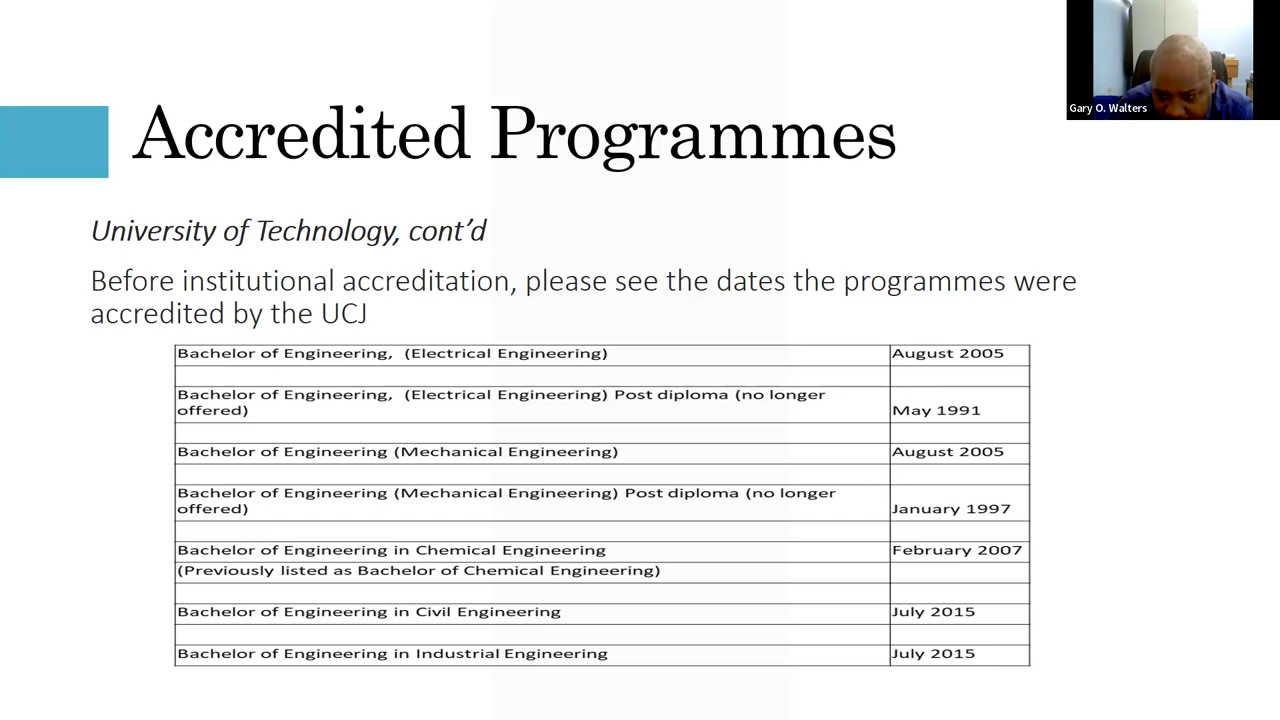 Gary O. Walters
Accredited Programmes
University of Technology, cont’d
Before institutional accreditation, please see the dates the programmes were
accredited by the UCJ
Bachelor of Engineering,  (Electrical Engineering) August 2005
Bachelor of Engineering,  (Electrical Engineering) Post diploma (no longer
offered) May 1991
Bachelor of Engineering (Mechanical Engineering) August 2005
Bachelor of Engineering (Mechanical Engineering) Post diploma (no longer
offered) January 1997
Bachelor of Engineering in Chemical Engineering February 2007
(Previously listed as Bachelor of Chemical Engineering)
Bachelor of Engineering in Civil Engineering July 2015
Bachelor of Engineering in Industrial Engineering July 2015